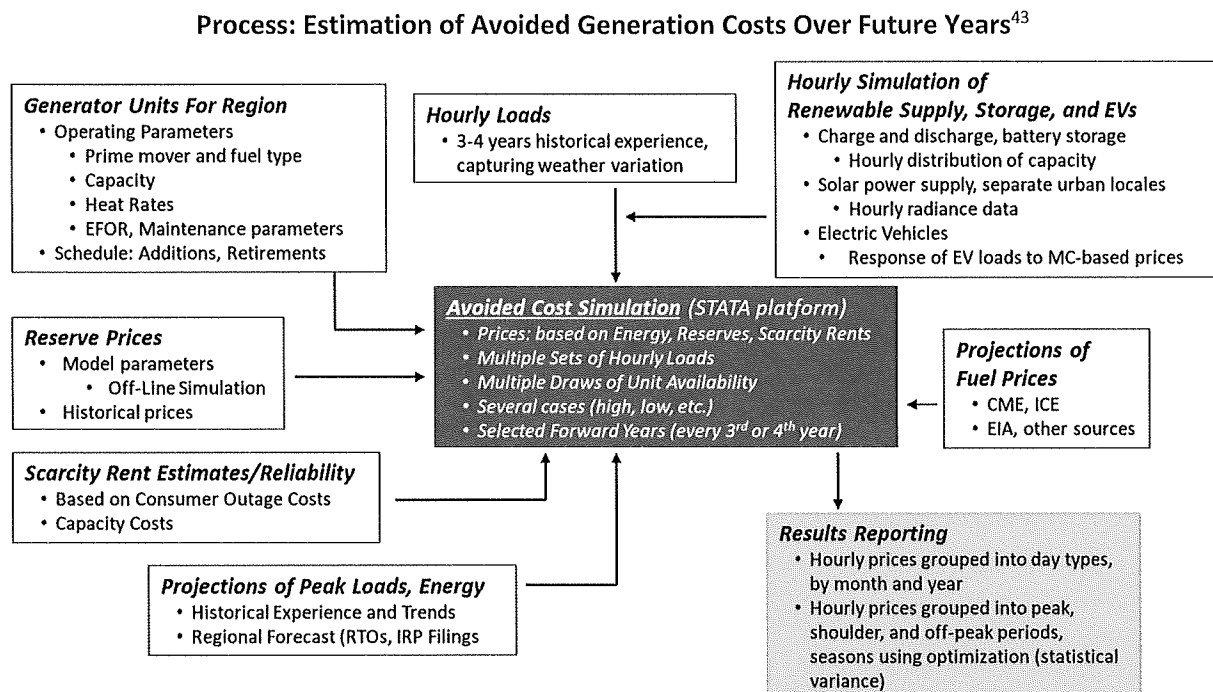 Process: Estimation of Avoided Generation Costs Over Future Years43
Generator Units For Region
• Operating Parameters
• Prime mover and fuel type
• Capacity
• Heat Rates
• EFOR, Maintenance parameters
• Schedule: Additions, Retirements
Hourly Loads
• 3-4 years historical experience,
capturing weather variation
Hourly Simulation of
Renewable Supply, Storage, and EVs
• Charge and discharge, battery storage
• Hourly distribution of capacity
• Solar power supply, separate urban locales
• Hourly radiance data
• Electric Vehicles
• Response of EV loads to MC-based prices
Reserve Prices
• Model parameters
• Off-Line Simulation
• Historical prices
Avoided Cost Simulation (STATA platform)
• Prices: based on Energy, Reserves, Scarcity Rents
• Multiple Sets of Hourly Loads
• Multiple Draws of Unit Availability
• Several cases (high, low, etc.)
• Selected Forward Years (every 3rd or 4th year)
Projections of
Fuel Prices
• CME, ICE
• EIA, other sources
Scarcity Rent Estimates/Reliability
• Based on Consumer Outage Costs
• Capacity Costs
Projections of Peak Loads, Energy
• Historical Experience and Trends
• Regional Forecast (RTOs, IRP Filings
Results Reporting
• Hourly prices grouped into day types,
by month and year
• Hourly prices grouped into peak,
shoulder, and off-peak periods,
seasons using optimization (statistical
variance)